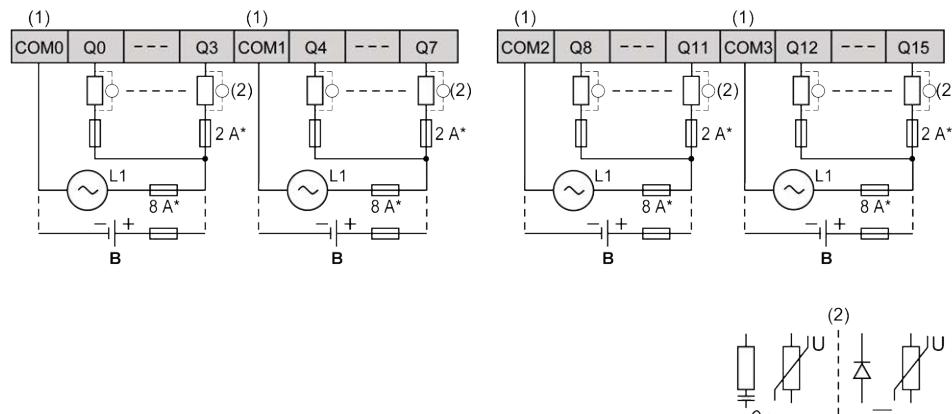 (1) (1) (1) (1)
COM0 Q0 --- Q3 COM1 Q4 --- Q7 COM2 Q8 --- Q11 COM3 Q12 --- Q15
(2) (2) (2) (2
2 A* 2 A* 2 A* 2 A*
L1 L1 L1 L1
8 A* 8 A* 8 A* 8 A*
− + − + − + − +
B B B B
(2)
U U